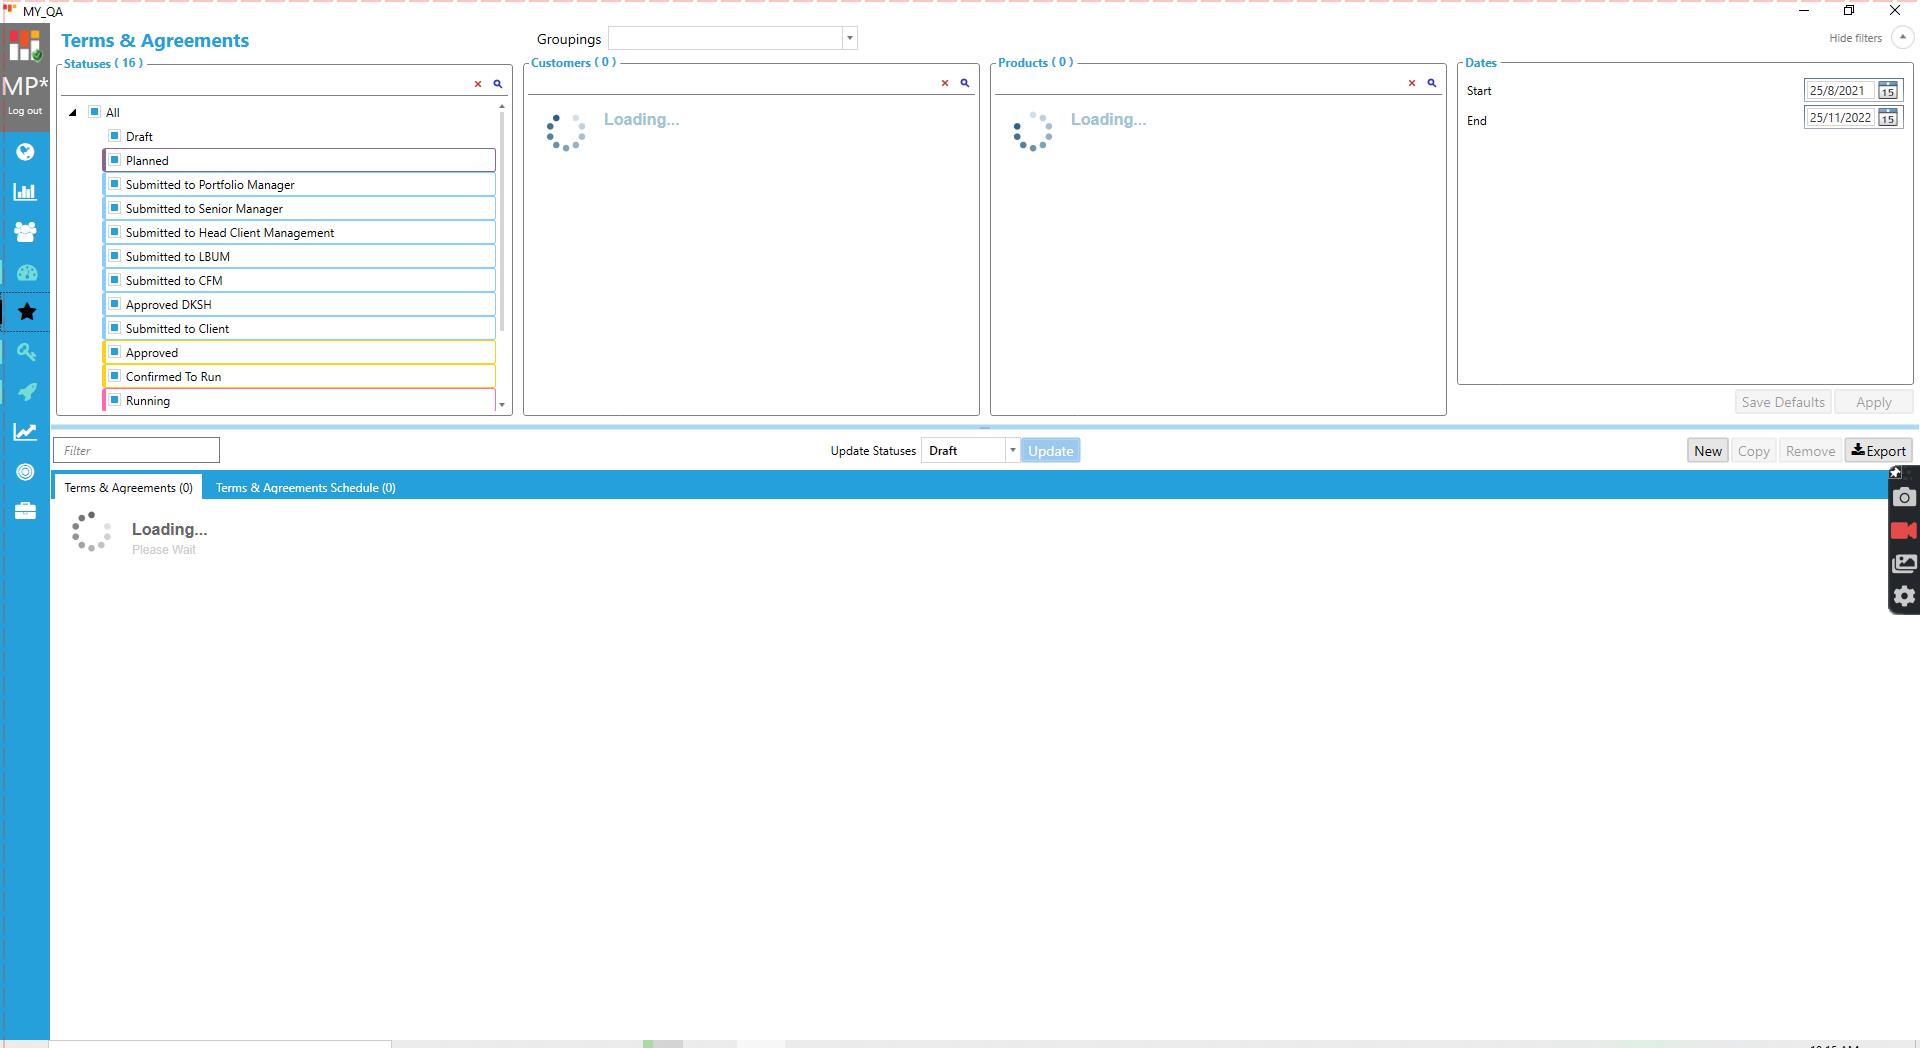 MY_QA
MP*
Log out
Terms & Agreements
Groupings
Hide filters
Statuses ( 16 )
All
Draft
Planned
Submitted to Portfolio Manager
Submitted to Senior Manager
Submitted to Head Client Management
Submitted to LBUM
Submitted to CFM
Approved DKSH
Submitted to Client
Approved
Confirmed To Run
Running
Customers ( 0 )
Loading...
Products ( 0 )
Loading...
Dates
Start
25/8/2021
15
End
25/11/2022
15
Save Defaults
Apply
Filter
Update Statuses
Draft
Update
New
Copy
Remove
Export
Terms & Agreements (0)
Terms & Agreements Schedule (0)
Loading...
Please Wait